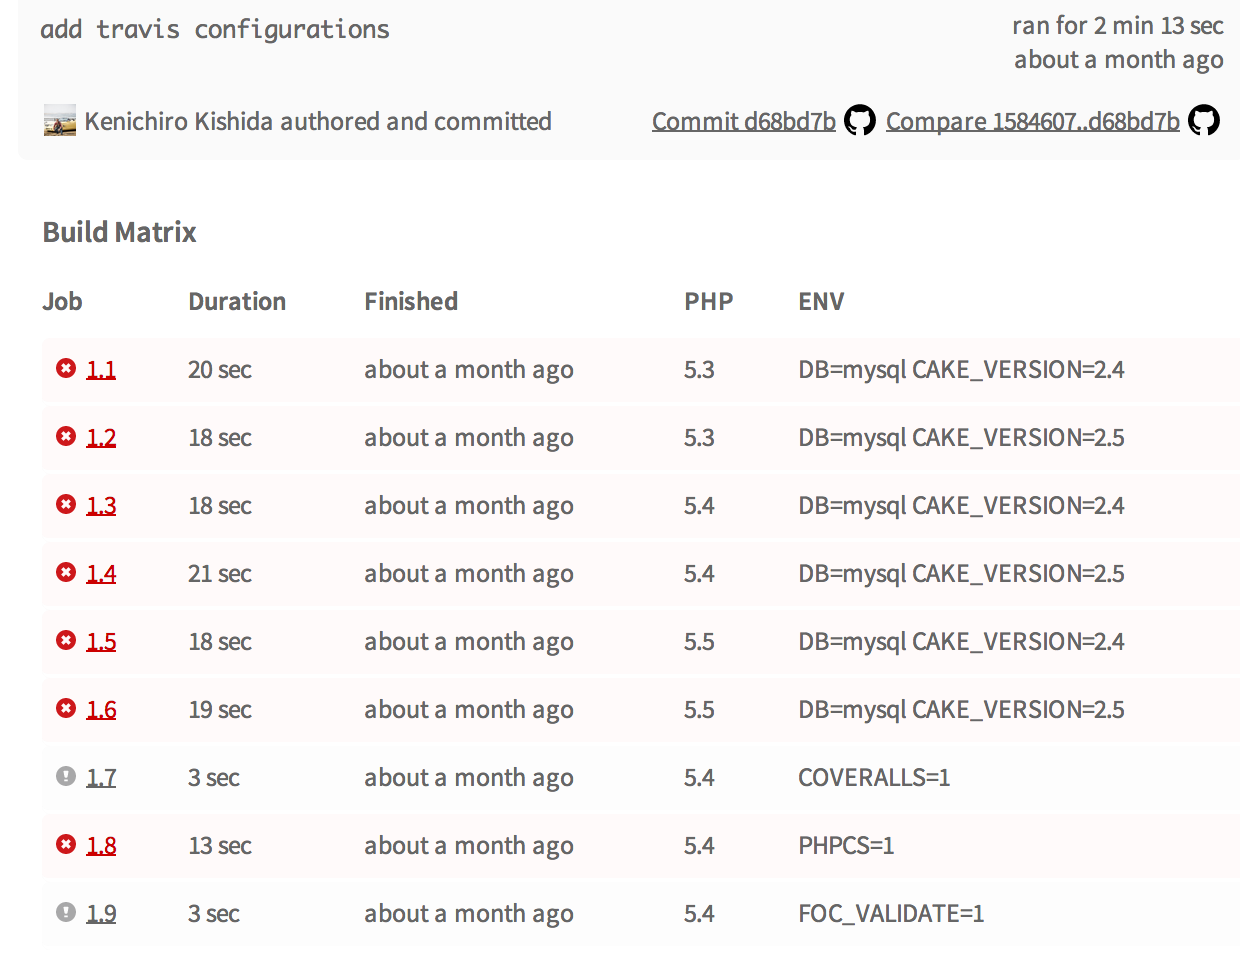 add travis configurations
ran for 2 min 13 sec
about a month ago
Kenichiro Kishida authored and committed Commit d68bd7b Compare 1584607..d68bd7b
Build Matrix
Job Duration Finished PHP ENV
1.1 20 sec about a month ago 5.3 DB=mysql CAKE_VERSION=2.4
1.2 18 sec about a month ago 5.3 DB=mysql CAKE_VERSION=2.5
1.3 18 sec about a month ago 5.4 DB=mysql CAKE_VERSION=2.4
1.4 21 sec about a month ago 5.4 DB=mysql CAKE_VERSION=2.5
1.5 18 sec about a month ago 5.5 DB=mysql CAKE_VERSION=2.4
1.6 19 sec about a month ago 5.5 DB=mysql CAKE_VERSION=2.5
1.7 3 sec about a month ago 5.4 COVERALLS=1
1.8 13 sec about a month ago 5.4 PHPCS=1
1.9 3 sec about a month ago 5.4 FOC_VALIDATE=1